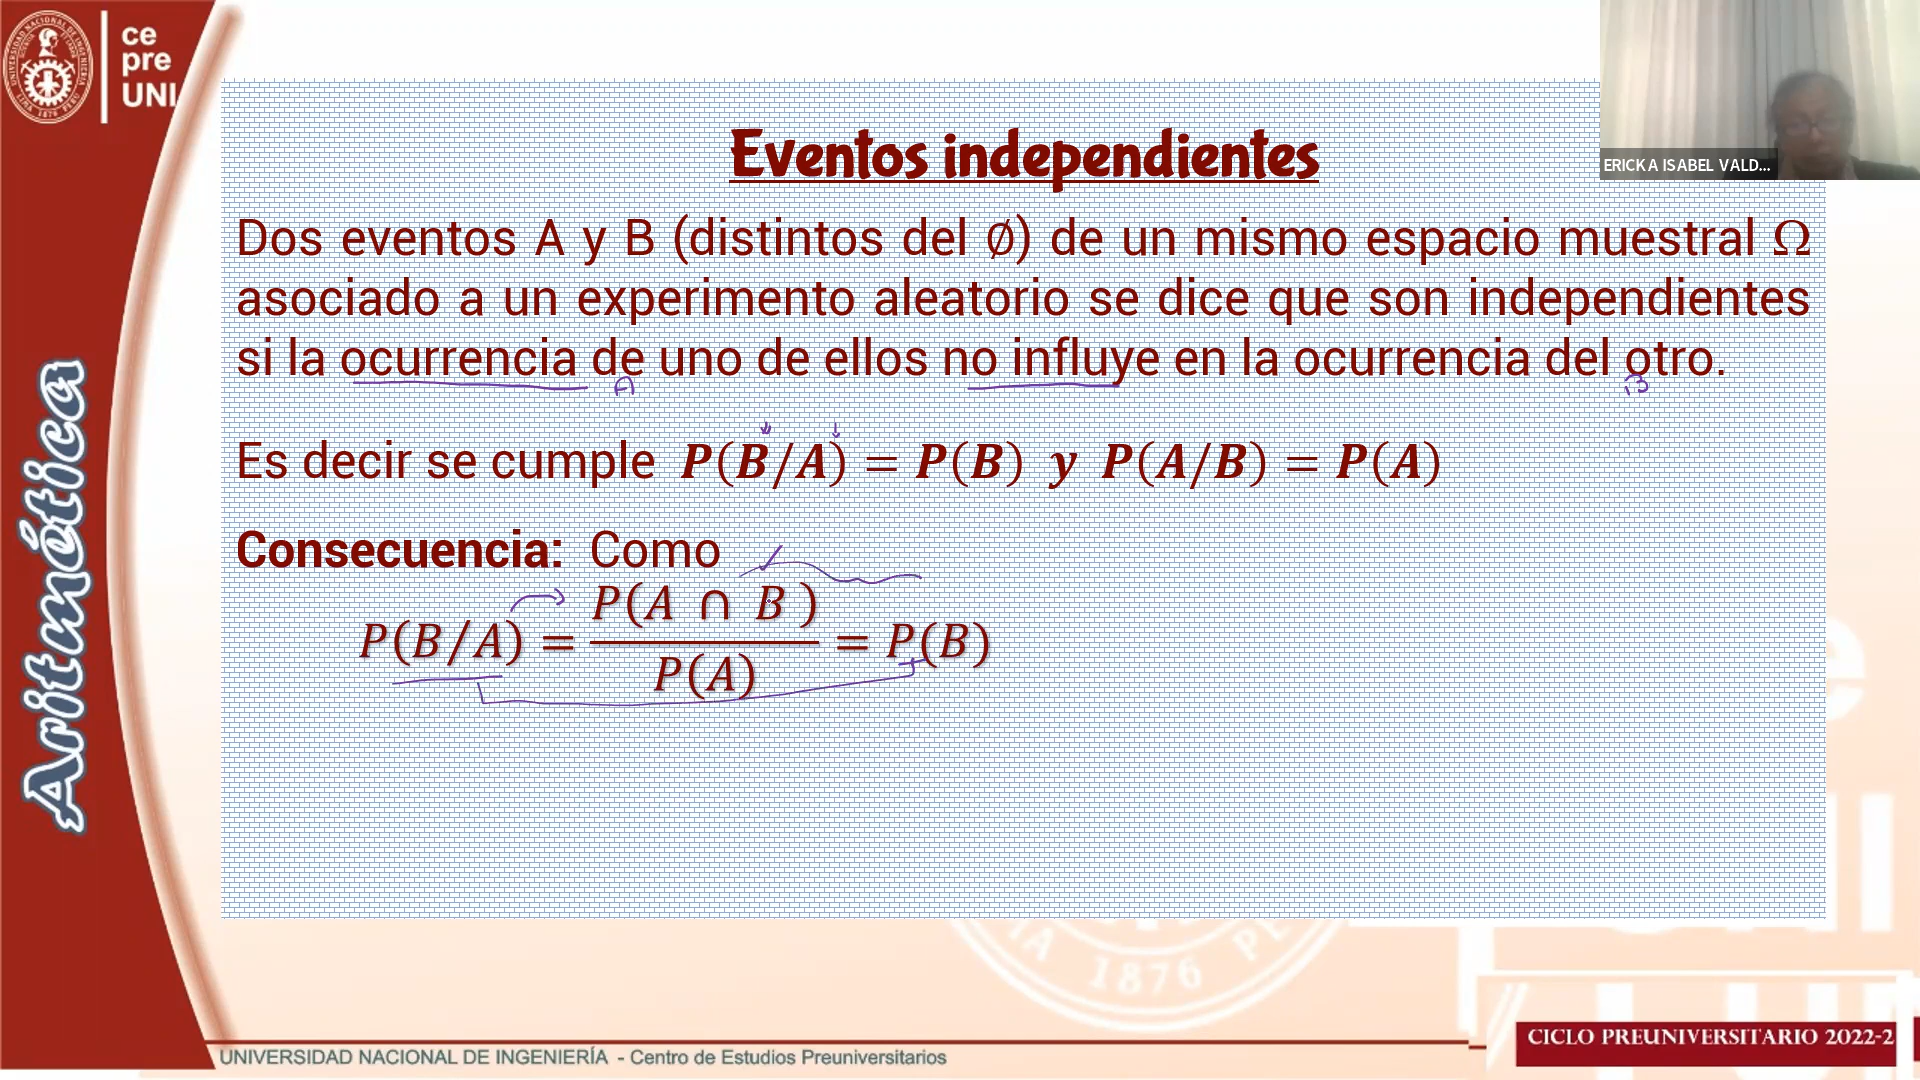 ce
pre
UNI
ERICKA ISABEL VALD...
Eventos independientes
Dos eventos A y B (distintos del ∅) de un mismo espacio muestral Ω
asociado a un experimento aleatorio se dice que son independientes
si la ocurrencia de uno de ellos no influye en la ocurrencia del otro.
A B
Es decir se cumple P(B/A) = P(B) y P(A/B) = P(A)
Consecuencia: Como
P(B/A) = P(A ∩ B) / P(A) = P(B)
Aritmética
1876
UNIVERSIDAD NACIONAL DE INGENIERÍA - Centro de Estudios Preuniversitarios
CICLO PREUNIVERSITARIO 2022-2